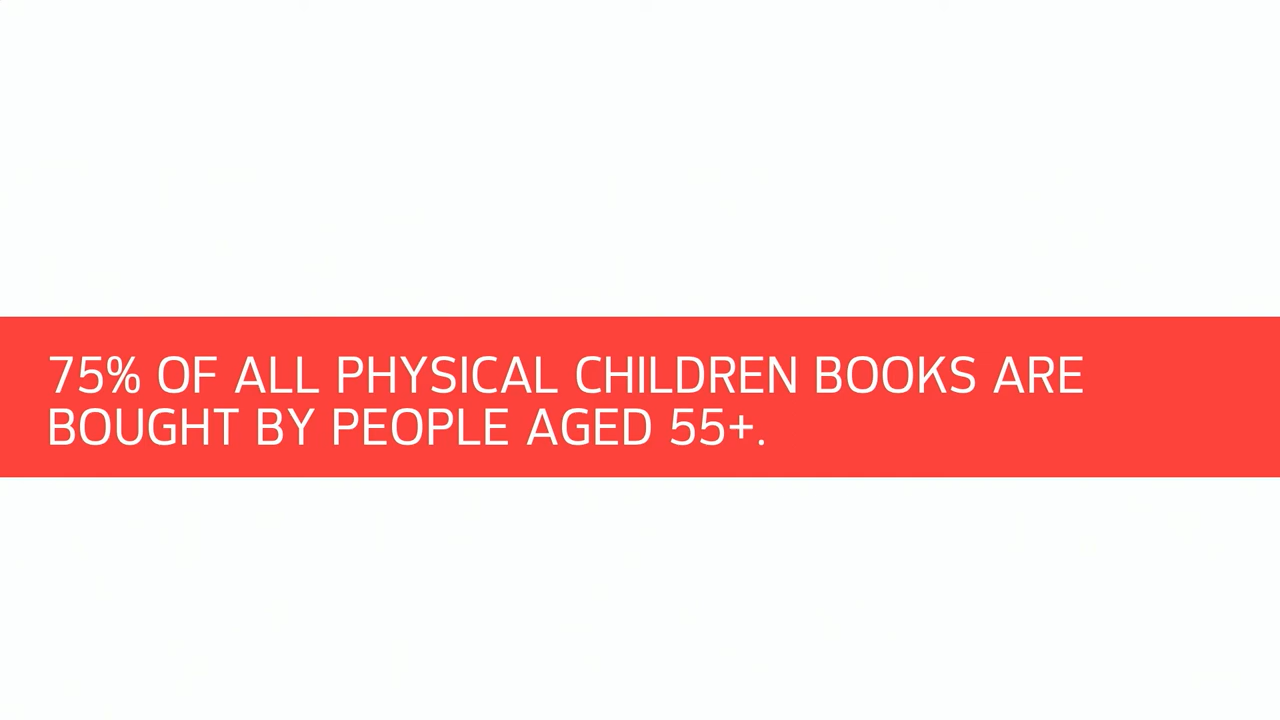 75% OF ALL PHYSICAL CHILDREN BOOKS ARE
BOUGHT BY PEOPLE AGED 55+.